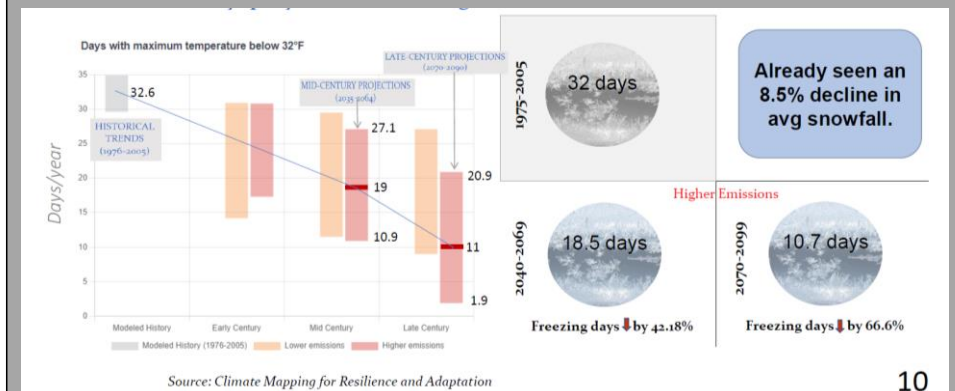 Days with maximum temperature below 32°F
Days/year
35
30
25
20
15
10
5
0
32.6
HISTORICAL
TRENDS
(1976-2005)
MID-CENTURY PROJECTIONS
(2035-2064)
LATE-CENTURY PROJECTIONS
(2070-2090)
27.1
19
10.9
20.9
11
1.9
Modeled History
Early Century
Mid Century
Late Century
Modeled History (1976-2005)
Lower emissions
Higher emissions
Source: Climate Mapping for Resilience and Adaptation
1975-2005
32 days
Already seen an
8.5% decline in
avg snowfall.
Higher Emissions
2040-2069
18.5 days
Freezing days by 42.18%
2070-2099
10.7 days
Freezing days by 66.6%
10